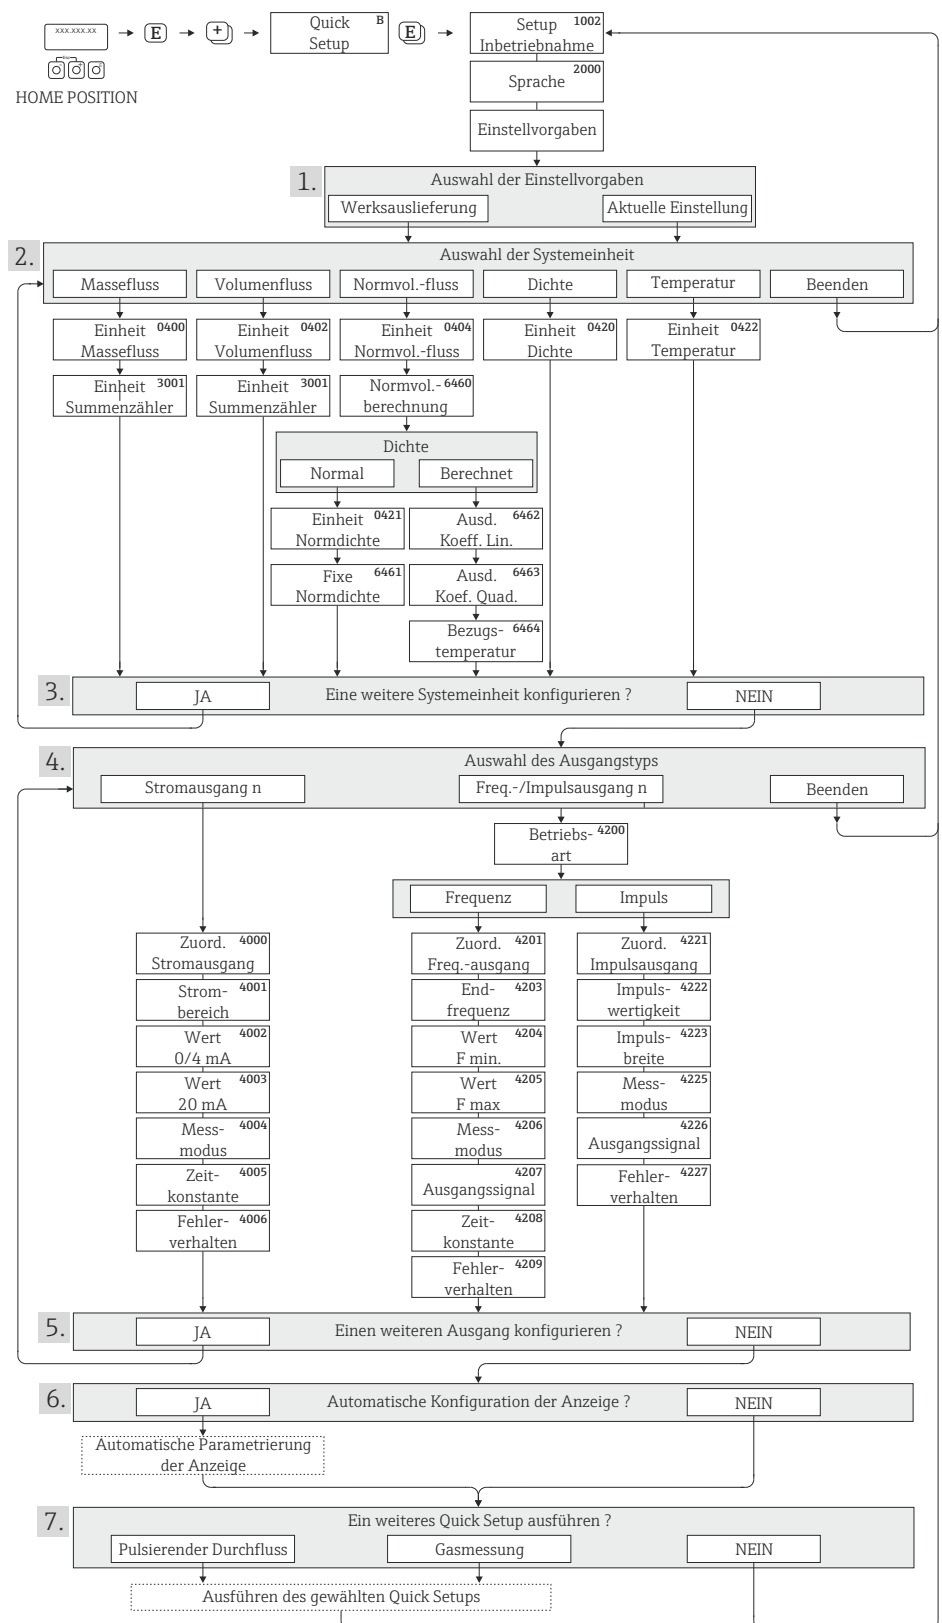 xxx.xxx.xx
Esc
E
+
Quick B
Setup
E
Setup 1002
Inbetriebnahme
HOME POSITION
Sprache 2000
Einstellvorgaben
1.
Auswahl der Einstellvorgaben
Werksauslieferung
Aktuelle Einstellung
2.
Auswahl der Systemeinheit
Massefluss
Volumenfluss
Normvol.-fluss
Dichte
Temperatur
Beenden
Einheit 0400
Massefluss
Einheit 0402
Volumenfluss
Einheit 0404
Normvol.-fluss
Einheit 0420
Dichte
Einheit 0422
Temperatur
Einheit 3001
Summenzähler
Einheit 3001
Summenzähler
Normvol.- 6460
berechnung
Dichte
Normal
Berechnet
Einheit 0421
Normdichte
Ausd. 6462
Koeff. Lin.
Fixe 6461
Normdichte
Ausd. 6463
Koef. Quad.
Bezugs- 6464
temperatur
3.
JA
Eine weitere Systemeinheit konfigurieren ?
NEIN
4.
Auswahl des Ausgangstyps
Stromausgang n
Freq.-/Impulsausgang n
Beenden
Betriebs- 4200
art
Frequenz
Impuls
Zuord. 4000
Stromausgang
Strom- 4001
bereich
Wert 4002
0/4 mA
Wert 4003
20 mA
Mess- 4004
modus
Zeit- 4005
konstante
Fehler- 4006
verhalten
Zuord. 4201
Freq.-ausgang
End- 4203
frequenz
Wert 4204
F min.
Wert 4205
F max
Mess- 4206
modus
4207
Ausgangssignal
Zeit- 4208
konstante
Fehler- 4209
verhalten
Zuord. 4221
Impulsausgang
Impuls- 4222
wertigkeit
Impuls- 4223
breite
Mess- 4225
modus
4226
Ausgangssignal
Fehler- 4227
verhalten
5.
JA
Einen weiteren Ausgang konfigurieren ?
NEIN
6.
JA
Automatische Konfiguration der Anzeige ?
NEIN
Automatische Parametrierung
der Anzeige
7.
Ein weiteres Quick Setup ausführen ?
Pulsierender Durchfluss
Gasmessung
NEIN
Ausführen des gewählten Quick Setups